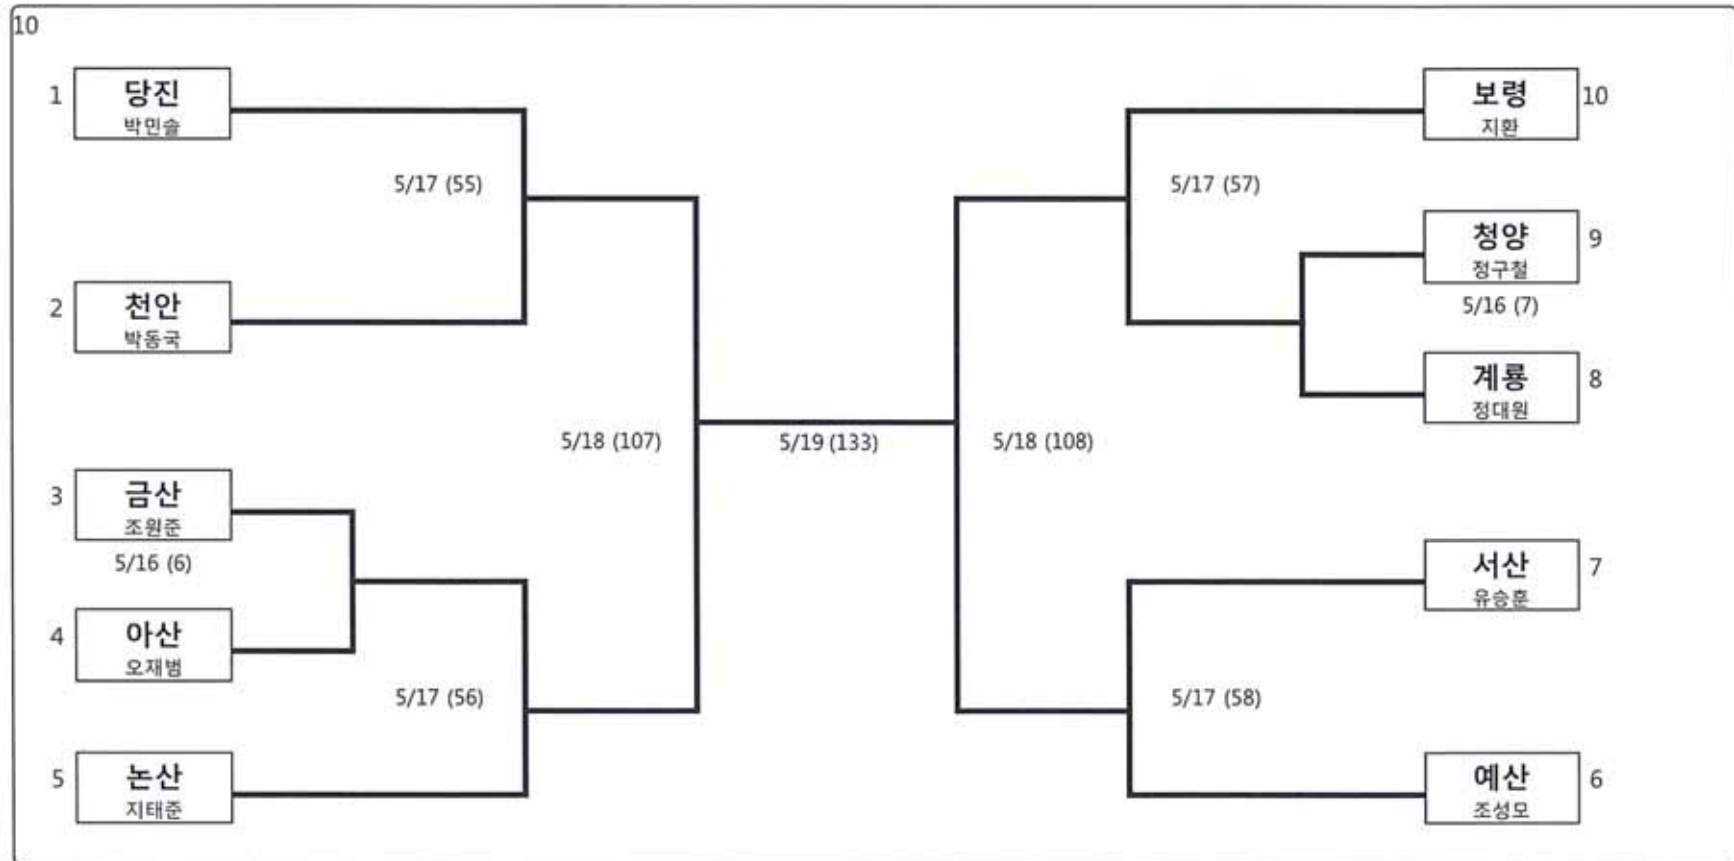 10
1
당진
박민솔
5/17 (55)
2
천안
박동국
3
금산
조원준
5/16 (6)
4
아산
오재범
5/17 (56)
5
논산
지태준
5/18 (107)
5/19 (133)
5/18 (108)
보령
10
지환
5/17 (57)
청양
9
정구철
5/16 (7)
계룡
8
정대원
서산
7
유승훈
5/17 (58)
예산
6
조성모